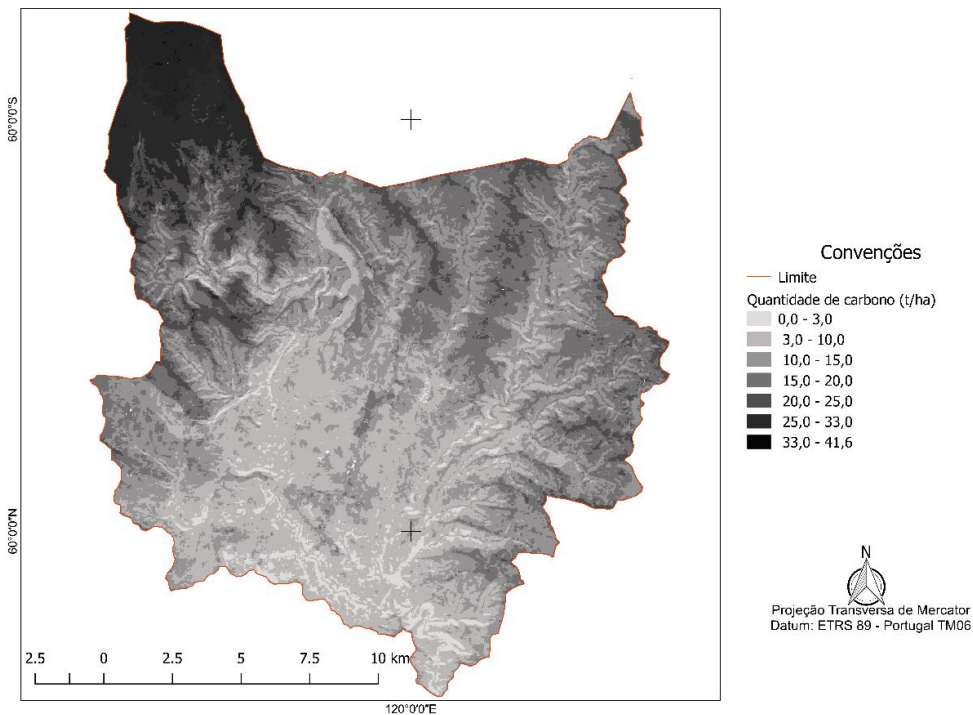 60°0'0"S
60°0'0"N
120°0'0"E
2.5 0 2.5 5 7.5 10 km
Convenções
Limite
Quantidade de carbono (t/ha)
0,0 - 3,0
3,0 - 10,0
10,0 - 15,0
15,0 - 20,0
20,0 - 25,0
25,0 - 33,0
33,0 - 41,6
N
Projeção Transversa de Mercator
Datum: ETRS 89 - Portugal TM06